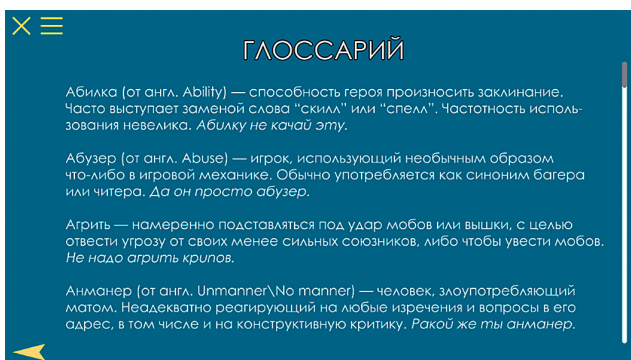 ГЛОССАРИЙ
Абилка (от англ. Ability) — способность героя произносить заклинание.
Часто выступает заменой слова “скилл” или “спелл”. Частотность исполь-
зования невелика. Абилку не качай эту.
Абузер (от англ. Abuse) — игрок, использующий необычным образом
что-либо в игровой механике. Обычно употребляется как синоним багера
или читера. Да он просто абузер.
Агрить — намеренно подставляться под удар мобов или вышки, с целью
отвести угрозу от своих менее сильных союзников, либо чтобы увести мобов.
Не надо агрить крипов.
Анманер (от англ. Unmanner\No manner) — человек, злоупотребляющий
матом. Неадекватно реагирующий на любые изречения и вопросы в его
адрес, в том числе и на конструктивную критику. Ракой же ты анманер.